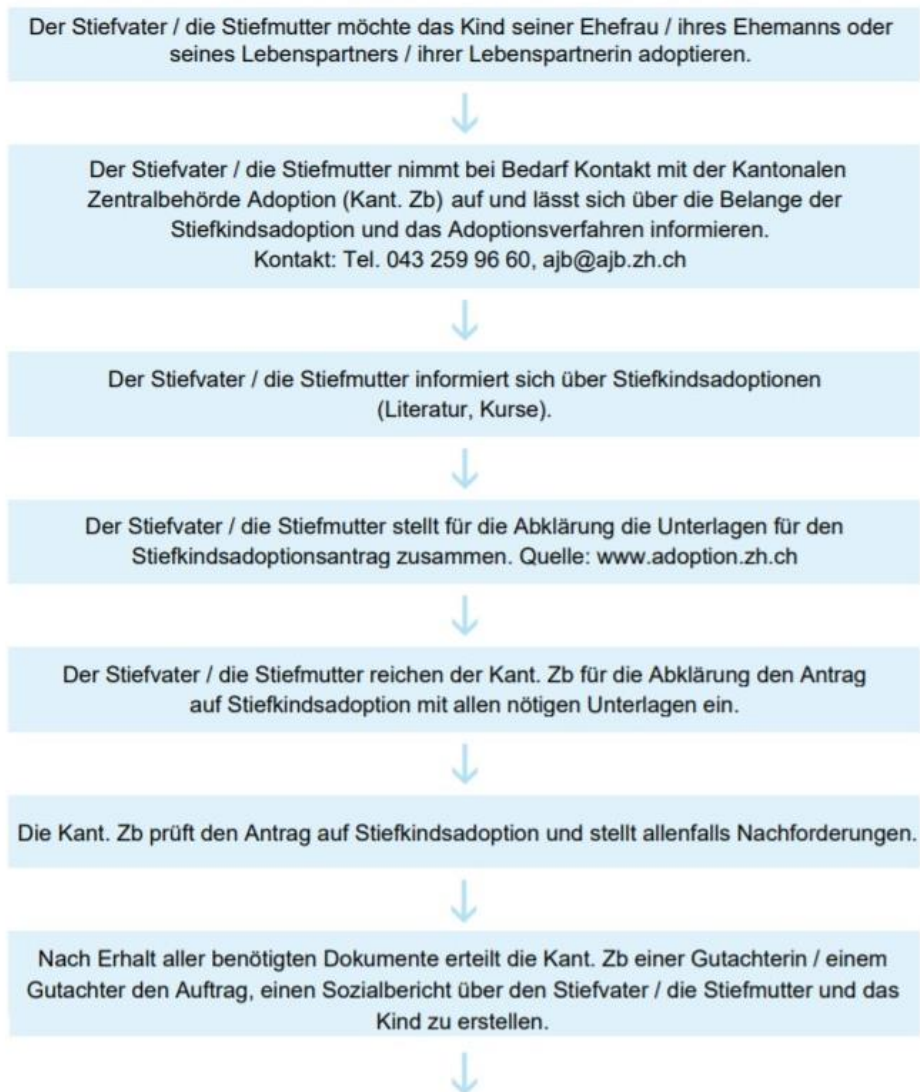 Der Stiefvater / die Stiefmutter möchte das Kind seiner Ehefrau / ihres Ehemanns oder
seines Lebenspartners / ihrer Lebenspartnerin adoptieren.
Der Stiefvater / die Stiefmutter nimmt bei Bedarf Kontakt mit der Kantonalen
Zentralbehörde Adoption (Kant. Zb) auf und lässt sich über die Belange der
Stiefkindsadoption und das Adoptionsverfahren informieren.
Kontakt: Tel. 043 259 96 60, ajb@ajb.zh.ch
Der Stiefvater / die Stiefmutter informiert sich über Stiefkindsadoptionen
(Literatur, Kurse).
Der Stiefvater / die Stiefmutter stellt für die Abklärung die Unterlagen für den
Stiefkindsadoptionsantrag zusammen. Quelle: www.adoption.zh.ch
Der Stiefvater / die Stiefmutter reichen der Kant. Zb für die Abklärung den Antrag
auf Stiefkindsadoption mit allen nötigen Unterlagen ein.
Die Kant. Zb prüft den Antrag auf Stiefkindsadoption und stellt allenfalls Nachforderungen.
Nach Erhalt aller benötigten Dokumente erteilt die Kant. Zb einer Gutachterin / einem
Gutachter den Auftrag, einen Sozialbericht über den Stiefvater / die Stiefmutter und das
Kind zu erstellen.